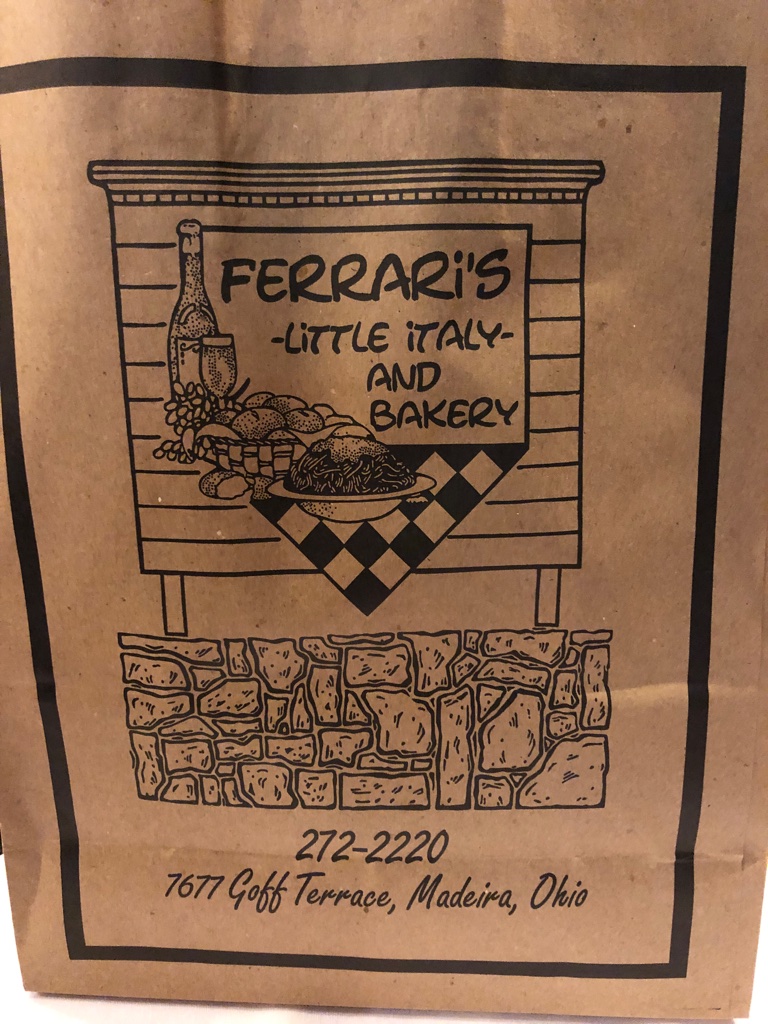 FERRARi'S
-LiTTLE iTALY-
AND
BAKERY
272-2220
7677 Goff Terrace, Madeira, Ohio